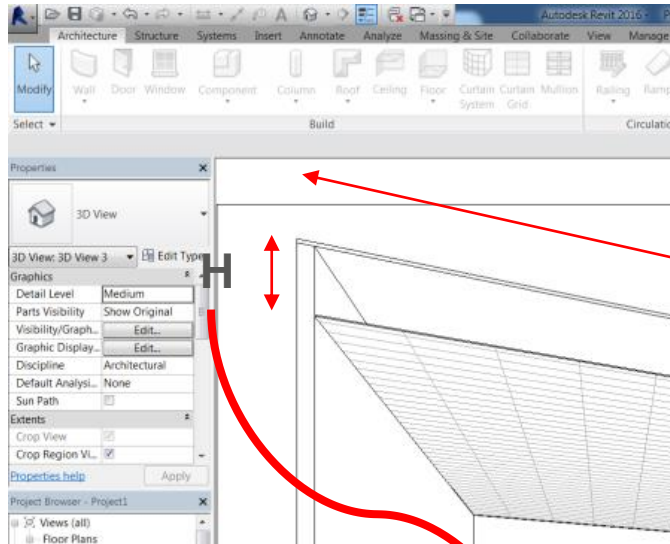 Autodesk Revit 2016 - P
Architecture Structure Systems Insert Annotate Analyze Massing & Site Collaborate View Manage
Modify Wall Door Window Component Column Roof Ceiling Floor Curtain System Curtain Grid Mullion Railing Ramp
Select Build Circulatio
Properties
3D View
3D View: 3D View 3 Edit Type
H
Graphics
Detail Level Medium
Parts Visibility Show Original
Visibility/Graph... Edit...
Graphic Display... Edit...
Discipline Architectural
Default Analysi... None
Sun Path
Extents
Crop View
Crop Region Vi...
Properties help Apply
Project Browser - Project1
Views (all)
Floor Plans